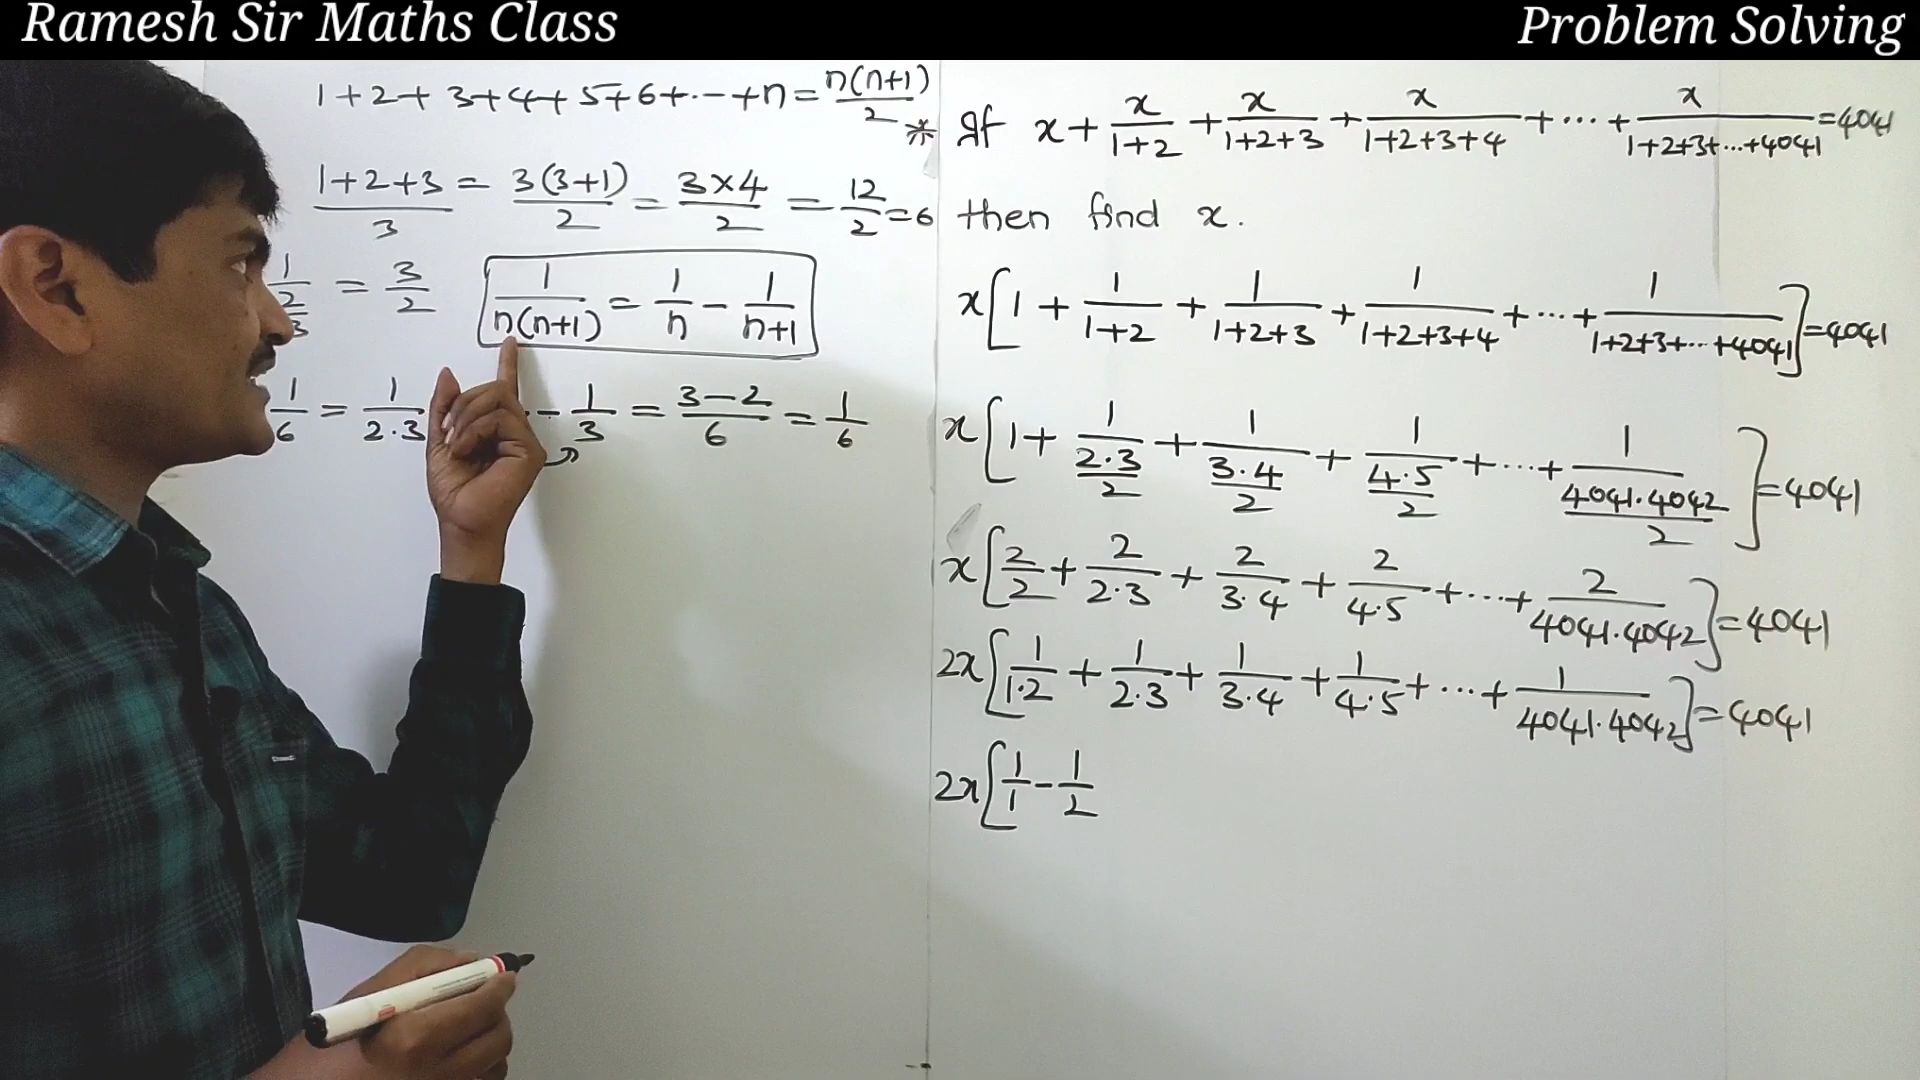 Ramesh Sir Maths Class
Problem Solving
1+2+3+4+5+6+...+n = n(n+1)/2
(1+2+3)/3 = 3(3+1)/2 = 3×4/2 = 12/2 = 6
1/(2/3) = 3/2
1/(n(n+1)) = 1/n - 1/(n+1)
1/6 = 1/(2·3) - 1/3 = (3-2)/6 = 1/6
* If x + x/(1+2) + x/(1+2+3) + x/(1+2+3+4) + ... + x/(1+2+3+...+4041) = 4041
then find x.
x[1 + 1/(1+2) + 1/(1+2+3) + 1/(1+2+3+4) + ... + 1/(1+2+3+...+4041)] = 4041
x[1 + 1/((2·3)/2) + 1/((3·4)/2) + 1/((4·5)/2) + ... + 1/((4041·4042)/2)] = 4041
x[2/2 + 2/(2·3) + 2/(3·4) + 2/(4·5) + ... + 2/(4041·4042)] = 4041
2x[1/(1·2) + 1/(2·3) + 1/(3·4) + 1/(4·5) + ... + 1/(4041·4042)] = 4041
2x[1/1 - 1/2